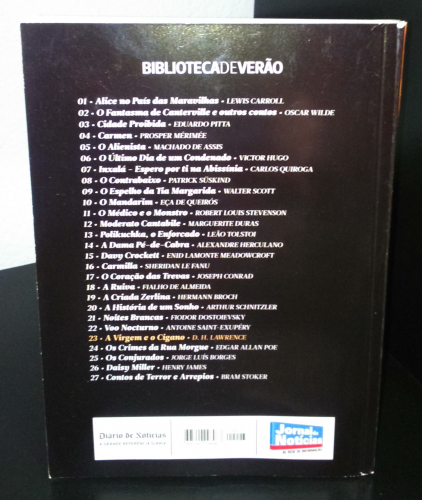 BIBLIOTECADEVERÃO
01 - Alice no País das Maravilhas - LEWIS CARROLL
02 - O Fantasma de Canterville e outros contos - OSCAR WILDE
03 - Cidade Proibida - EDUARDO PITTA
04 - Carmen - PROSPER MÉRIMÉE
05 - O Alienista - MACHADO DE ASSIS
06 - O Último Dia de um Condenado - VICTOR HUGO
07 - Inxalá - Espero por ti na Abissínia - CARLOS QUIROGA
08 - O Contrabaixo - PATRICK SÜSKIND
09 - O Espelho da Tia Margarida - WALTER SCOTT
10 - O Mandarim - EÇA DE QUEIRÓS
11 - O Médico e o Monstro - ROBERT LOUIS STEVENSON
12 - Moderato Cantabile - MARGUERITE DURAS
13 - Polikuchka, o Enforcado - LEÃO TOLSTOI
14 - A Dama Pé-de-Cabra - ALEXANDRE HERCULANO
15 - Davy Crockett - ENID LAMONTE MEADOWCROFT
16 - Carmilla - SHERIDAN LE FANU
17 - O Coração das Trevas - JOSEPH CONRAD
18 - A Ruiva - FIALHO DE ALMEIDA
19 - A Criada Zerlina - HERMANN BROCH
20 - A História de um Sonho - ARTHUR SCHNITZLER
21 - Noites Brancas - FIODOR DOSTOIEVSKY
22 - Voo Nocturno - ANTOINE SAINT-EXUPÉRY
23 - A Virgem e o Cigano - D. H. LAWRENCE
24 - Os Crimes da Rua Morgue - EDGAR ALLAN POE
25 - Os Conjurados - JORGE LUÍS BORGES
26 - Daisy Miller - HENRY JAMES
27 - Contos de Terror e Arrepios - BRAM STOKER
Diário de Notícias
Jornal de Notícias